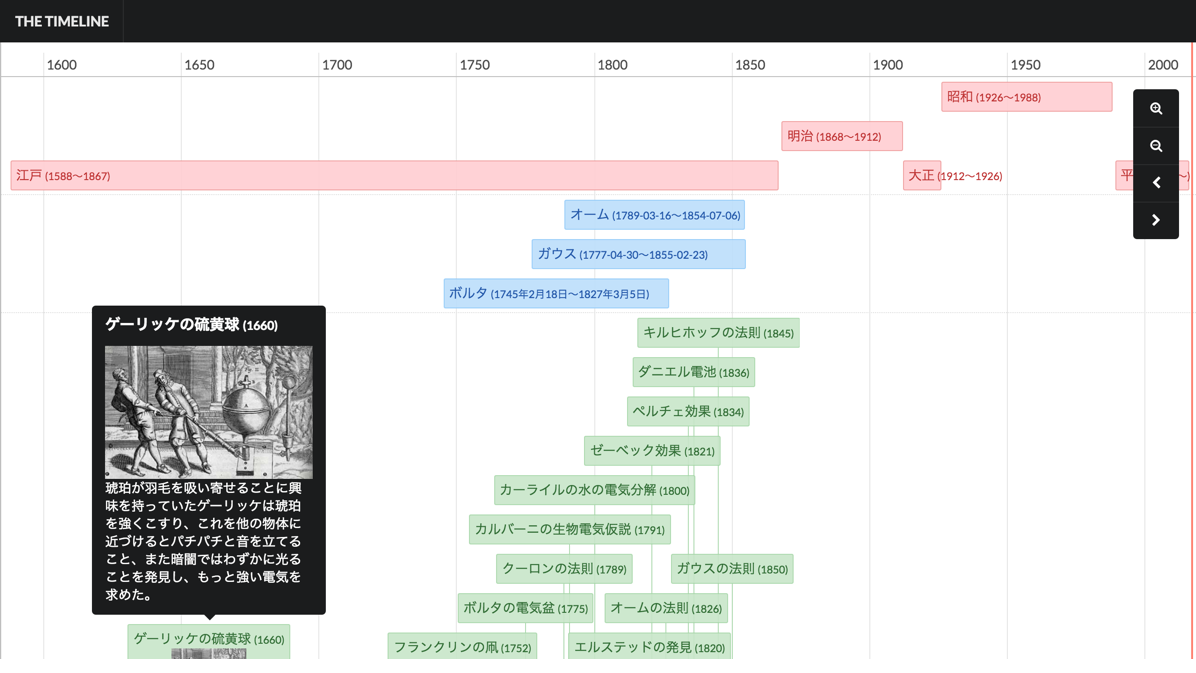 THE TIMELINE
1600 1650 1700 1750 1800 1850 1900 1950 2000
昭和 (1926〜1988)
明治 (1868〜1912)
江戸 (1588〜1867)
大正 (1912〜1926)
平 〜)
オーム (1789-03-16〜1854-07-06)
ガウス (1777-04-30〜1855-02-23)
ボルタ (1745年2月18日〜1827年3月5日)
ゲーリッケの硫黄球 (1660)
琥珀が羽毛を吸い寄せることに興
味を持っていたゲーリッケは琥珀
を強くこすり、これを他の物体に
近づけるとパチパチと音を立てる
こと、また暗闇ではわずかに光る
ことを発見し、もっと強い電気を
求めた。
キルヒホッフの法則 (1845)
ダニエル電池 (1836)
ペルチェ効果 (1834)
ゼーベック効果 (1821)
カーライルの水の電気分解 (1800)
カルバーニの生物電気仮説 (1791)
クーロンの法則 (1789)
ガウスの法則 (1850)
ボルタの電気盆 (1775)
オームの法則 (1826)
ゲーリッケの硫黄球 (1660)
フランクリンの凧 (1752)
エルステッドの発見 (1820)